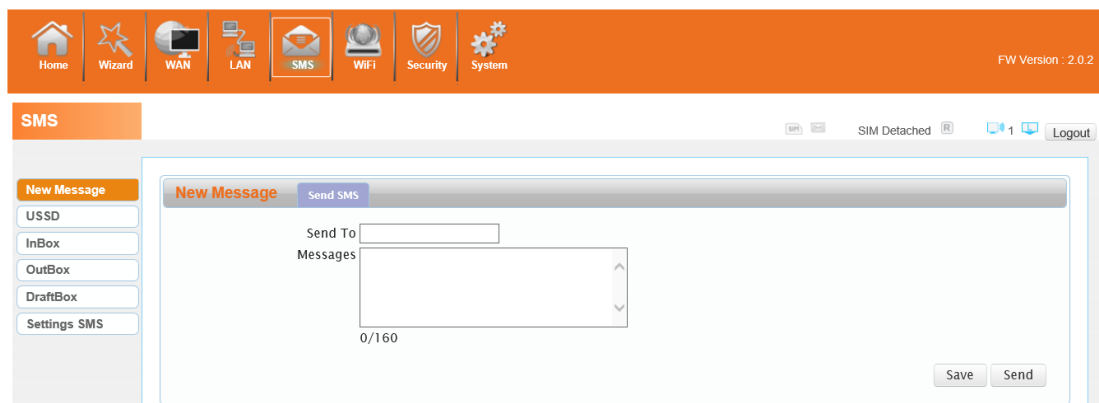 Home Wizard WAN LAN SMS WiFi Security System
FW Version : 2.0.2
SMS
SIM SIM Detached R 1 Logout
New Message
USSD
InBox
OutBox
DraftBox
Settings SMS
New Message Send SMS
Send To
Messages
0/160
Save Send